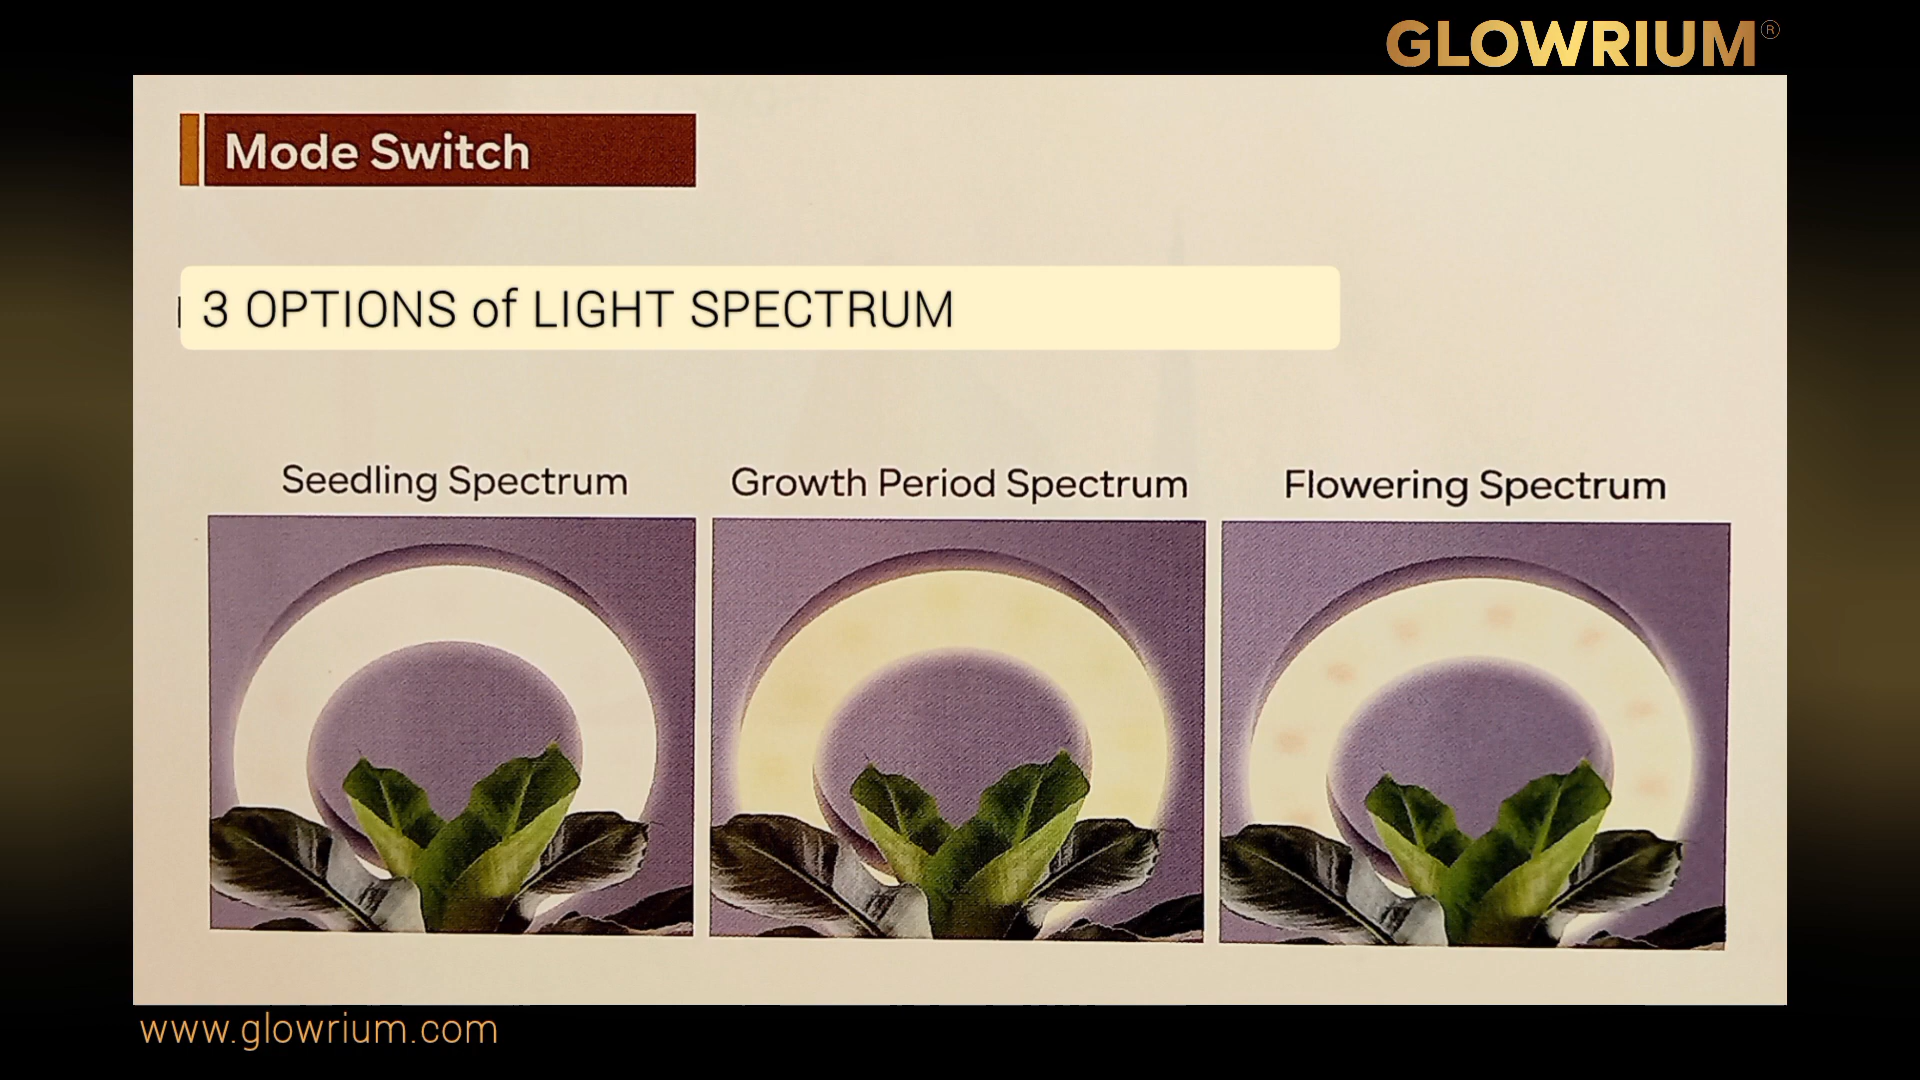 GLOWRIUM®
Mode Switch
3 OPTIONS of LIGHT SPECTRUM
Seedling Spectrum
Growth Period Spectrum
Flowering Spectrum
www.glowrium.com